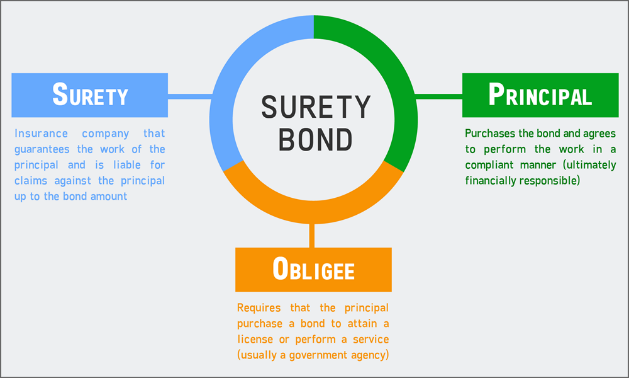 SURETY
BOND
SURETY
Insurance company that
guarantees the work of the
principal and is liable for
claims against the principal
up to the bond amount
PRINCIPAL
Purchases the bond and agrees
to perform the work in a
compliant manner (ultimately
financially responsible)
OBLIGEE
Requires that the principal
purchase a bond to attain a
license or perform a service
(usually a government agency)